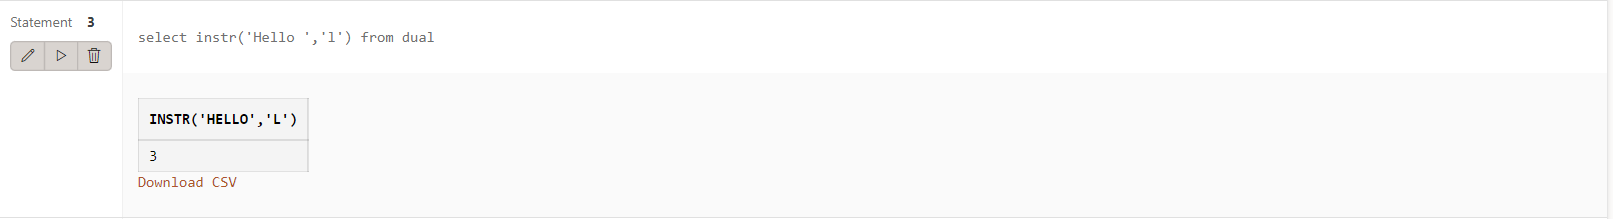 Statement 3
select instr('Hello ','l') from dual
INSTR('HELLO','L')
3
Download CSV